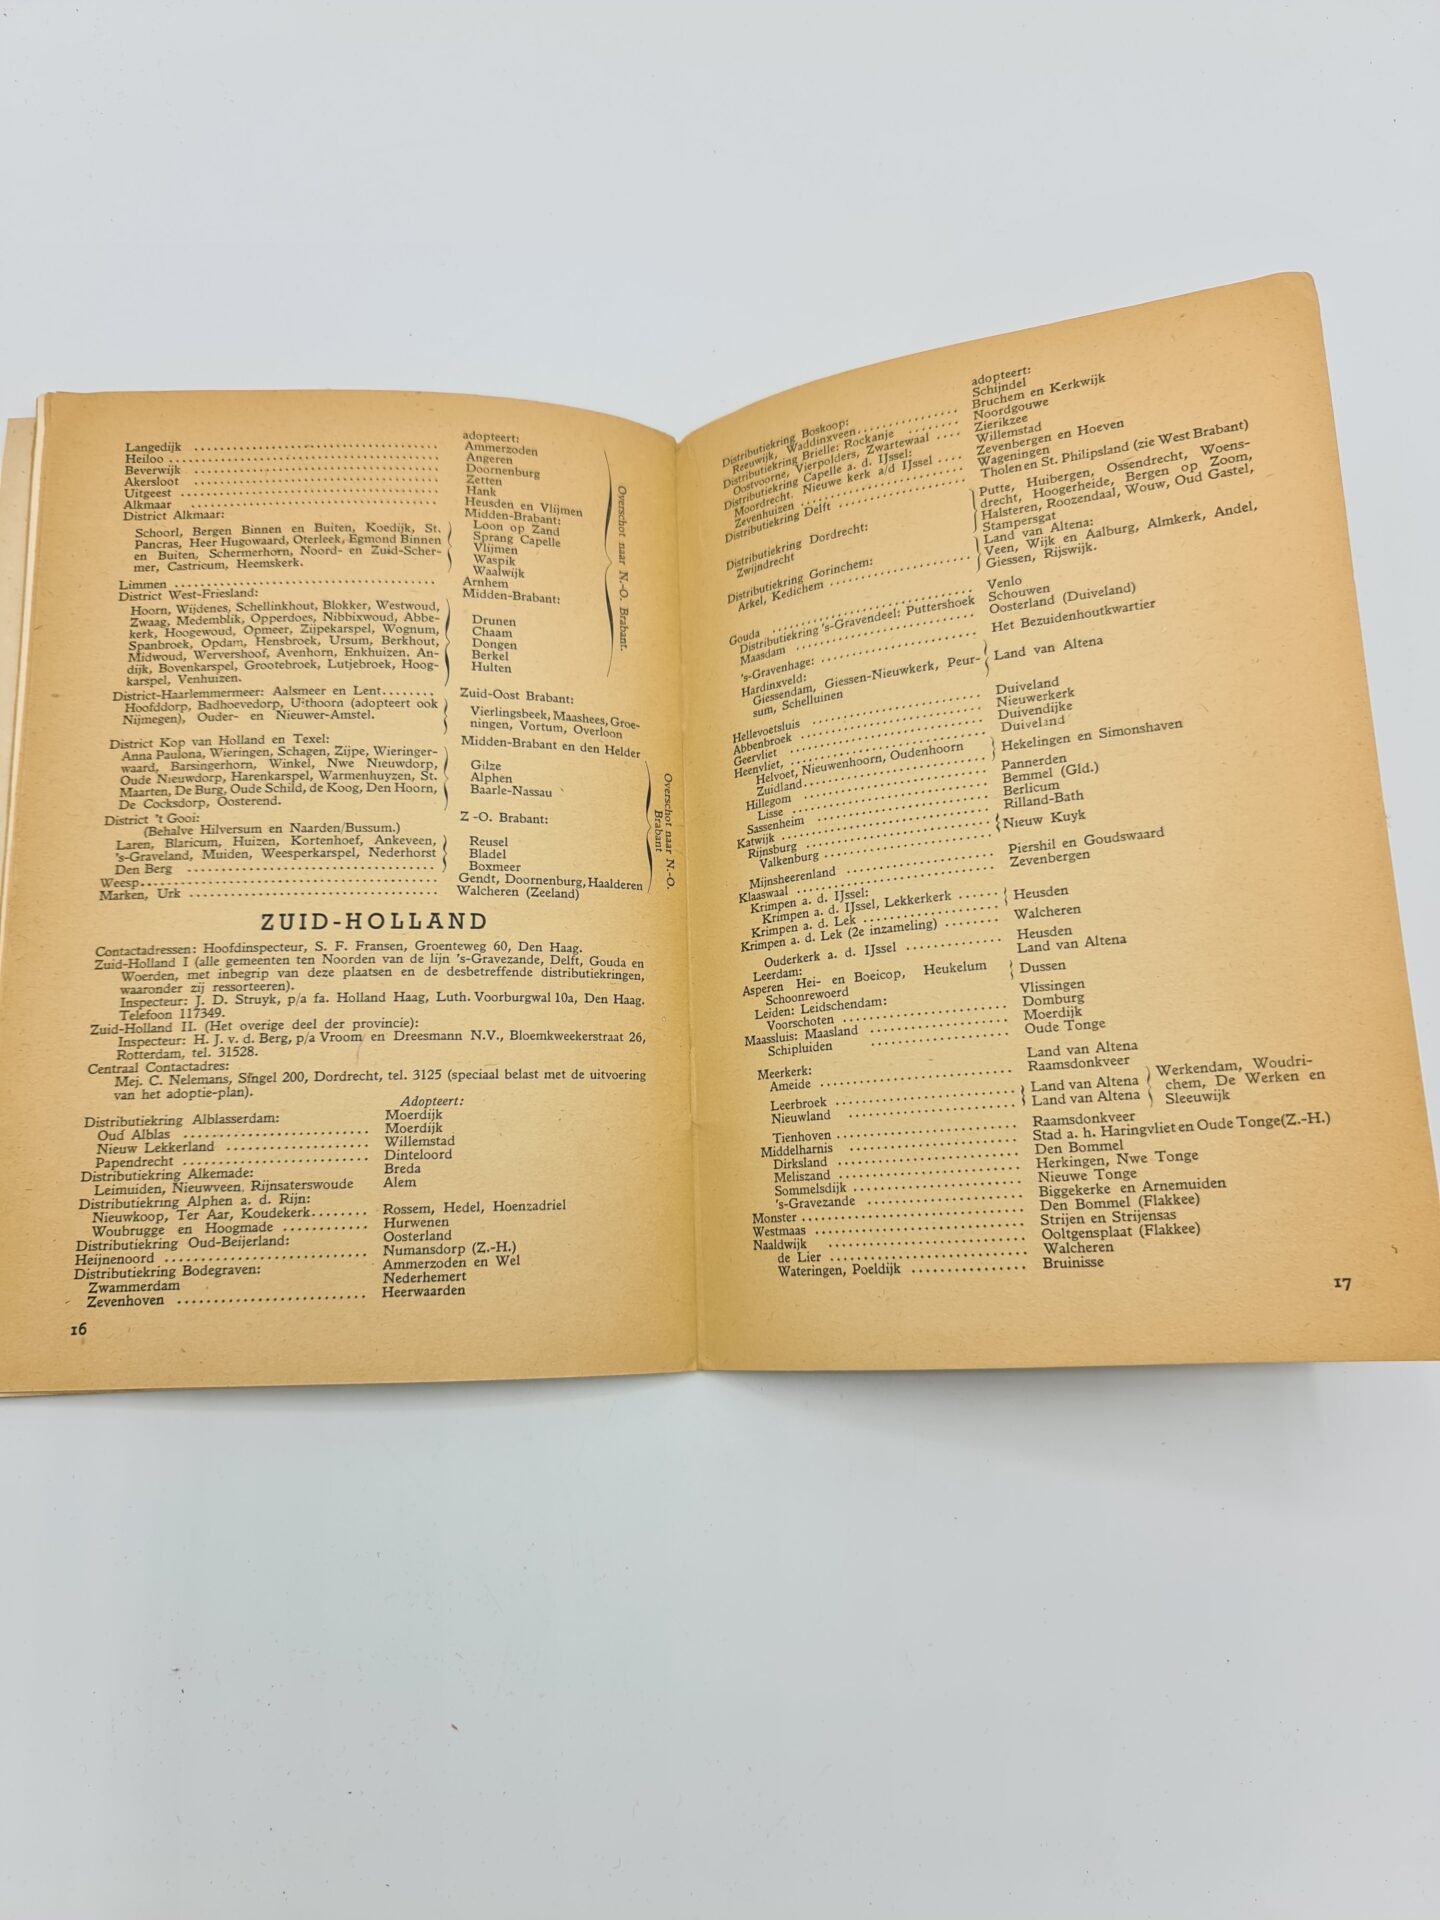 adopteert:
Langedijk Ammerzoden
Heiloo Angeren
Beverwijk Doornenburg
Akersloot Zetten
Uitgeest Hank
Alkmaar Heusden en Vlijmen
District Alkmaar: Midden-Brabant:
Schoorl, Bergen Binnen en Buiten, Koedijk, St. Loon op Zand
Pancras, Heer Hugowaard, Oterleek, Egmond Binnen Sprang Capelle
en Buiten, Schermerhorn, Noord- en Zuid-Scher- Vlijmen
mer, Castricum, Heemskerk. Waspik
Waalwijk
Limmen Arnhem
District West-Friesland: Midden-Brabant:
Hoorn, Wijdenes, Schellinkhout, Blokker, Westwoud,
Zwaag, Medemblik, Opperdoes, Nibbixwoud, Abbe- Drunen
kerk, Hoogewoud, Opmeer, Zijpekarspel, Wognum, Chaam
Spanbroek, Opdam, Hensbroek, Ursum, Berkhout, Dongen
Midwoud, Wervershoof, Avenhorn, Enkhuizen, An- Berkel
dijk, Bovenkarspel, Grootebroek, Lutjebroek, Hoog- Hulten
karspel, Venhuizen.
Overschot naar N.-O. Brabant.
District-Haarlemmermeer: Aalsmeer en Lent........ Zuid-Oost Brabant:
Hoofddorp, Badhoevedorp, Uithoorn (adopteert ook Vierlingsbeek, Maashees, Groe-
Nijmegen), Ouder- en Nieuwer-Amstel. ningen, Vortum, Overloon
District Kop van Holland en Texel: Midden-Brabant en den Helder
Anna Paulona, Wieringen, Schagen, Zijpe, Wieringer-
waard, Barsingerhorn, Winkel, Nwe Nieuwdorp, Gilze
Oude Nieuwdorp, Harenkarspel, Warmenhuyzen, St. Alphen
Maarten, De Burg, Oude Schild, de Koog, Den Hoorn, Baarle-Nassau
De Cocksdorp, Oosterend.
District 't Gooi: Z -O. Brabant:
(Behalve Hilversum en Naarden/Bussum.)
Laren, Blaricum, Huizen, Kortenhoef, Ankeveen, Reusel
's-Graveland, Muiden, Weesperkarspel, Nederhorst Bladel
Den Berg Boxmeer
Weesp Gendt, Doornenburg, Haalderen
Marken, Urk Walcheren (Zeeland)
Overschot naar N.-O.
Brabant
ZUID-HOLLAND
Contactadressen: Hoofdinspecteur, S. F. Fransen, Groenteweg 60, Den Haag.
Zuid-Holland I (alle gemeenten ten Noorden van de lijn 's-Gravezande, Delft, Gouda en
Woerden, met inbegrip van deze plaatsen en de desbetreffende distributiekringen,
waaronder zij ressorteeren).
Inspecteur: J. D. Struyk, p/a fa. Holland Haag, Luth. Voorburgwal 10a, Den Haag.
Telefoon 117349.
Zuid-Holland II. (Het overige deel der provincie):
Inspecteur: H. J. v. d. Berg, p/a Vroom en Dreesmann N.V., Bloemkweekerstraat 26,
Rotterdam, tel. 31528.
Centraal Contactadres:
Mej. C. Nelemans, Singel 200, Dordrecht, tel. 3125 (speciaal belast met de uitvoering
van het adoptie-plan).
Adopteert:
Distributiekring Alblasserdam: Moerdijk
Oud Alblas Moerdijk
Nieuw Lekkerland Willemstad
Papendrecht Dinteloord
Distributiekring Alkemade: Breda
Leimuiden, Nieuwveen, Rijnsaterswoude Alem
Distributiekring Alphen a. d. Rijn:
Nieuwkoop, Ter Aar, Koudekerk....... Rossem, Hedel, Hoenzadriel
Woubrugge en Hoogmade Hurwenen
Distributiekring Oud-Beijerland: Oosterland
Heijnenoord Numansdorp (Z.-H.)
Distributiekring Bodegraven: Ammerzoden en Wel
Zwammerdam Nederhemert
Zevenhoven Heerwaarden
16
adopteert:
Distributiekring Boskoop: Schijndel
Reeuwijk, Waddinxveen Bruchem en Kerkwijk
Distributiekring Brielle: Rockanje Noordgouwe
Oostvoorne, Vierpolders, Zwartewaal Zierikzee
Distributiekring Capelle a. d. IJssel: Willemstad
Moordrecht, Nieuwe kerk a/d IJssel Zevenbergen en Hoeven
Zevenhuizen Wageningen
Distributiekring Delft Tholen en St. Philipsland (zie West Brabant)
Distributiekring Dordrecht: Putte, Huibergen, Ossendrecht, Woens-
Zwijndrecht drecht, Hoogerheide, Bergen op Zoom,
Halsteren, Roozendaal, Wouw, Oud Gastel,
Stampersgat
Distributiekring Gorinchem: Land van Altena:
Arkel, Kedichem Veen, Wijk en Aalburg, Almkerk, Andel,
Giessen, Rijswijk.
Gouda Venlo
Distributiekring 's-Gravendeel: Puttershoek Schouwen
Maasdam Oosterland (Duiveland)
's-Gravenhage: Het Bezuidenhoutkwartier
Hardinxveld:
Giessendam, Giessen-Nieuwkerk, Peur- Land van Altena
sum, Schelluinen
Hellevoetsluis Duiveland
Abbenbroek Nieuwerkerk
Geervliet Duivendijke
Heenvliet, Duiveland
Helvoet, Nieuwenhoorn, Oudenhoorn Hekelingen en Simonshaven
Zuidland
Hillegom Pannerden
Lisse Bemmel (Gld.)
Sassenheim Berlicum
Katwijk Rilland-Bath
Rijnsburg Nieuw Kuyk
Valkenburg
Mijnsheerenland Piershil en Goudswaard
Klaaswaal Zevenbergen
Krimpen a. d. IJssel:
Krimpen a. d. IJssel, Lekkerkerk Heusden
Krimpen a. d. Lek
Krimpen a. d. Lek (2e inzameling) Walcheren
Ouderkerk a. d. IJssel Heusden
Leerdam: Land van Altena
Asperen Hei- en Boeicop, Heukelum Dussen
Schoonrewoerd
Leiden: Leidschendam: Vlissingen
Voorschoten Domburg
Maassluis: Maasland Moerdijk
Schipluiden Oude Tonge
Meerkerk: Land van Altena
Ameide Raamsdonkveer
Leerbroek Land van Altena Werkendam, Woudri-
Nieuwland Land van Altena chem, De Werken en
Sleeuwijk
Tienhoven Raamsdonkveer
Middelharnis Stad a. h. Haringvliet en Oude Tonge(Z.-H.)
Dirksland Den Bommel
Meliszand Herkingen, Nwe Tonge
Sommelsdijk Nieuwe Tonge
's-Gravezande Biggekerke en Arnemuiden
Monster Den Bommel (Flakkee)
Westmaas Strijen en Strijensas
Naaldwijk Ooltgensplaat (Flakkee)
de Lier Walcheren
Wateringen, Poeldijk Bruinisse
17